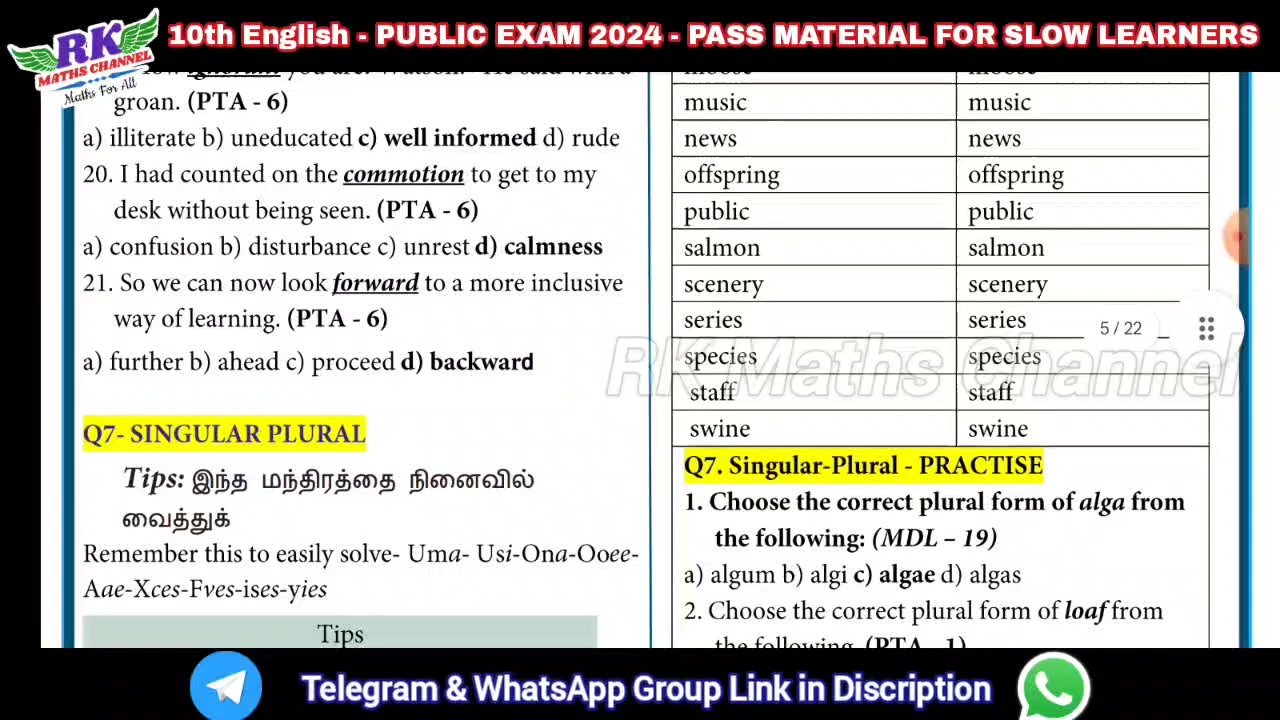 10th English - PUBLIC EXAM 2024 - PASS MATERIAL FOR SLOW LEARNERS
RK
MATHS CHANNEL
Maths For All
groan. (PTA - 6)
a) illiterate b) uneducated c) well informed d) rude
20. I had counted on the commotion to get to my
desk without being seen. (PTA - 6)
a) confusion b) disturbance c) unrest d) calmness
21. So we can now look forward to a more inclusive
way of learning. (PTA - 6)
a) further b) ahead c) proceed d) backward
Q7- SINGULAR PLURAL
Tips: இந்த மந்திரத்தை நினைவில்
வைத்துக்
Remember this to easily solve- Uma- Usi-Ona-Ooee-
Aae-Xces-Fves-ises-yies
Tips
music music
news news
offspring offspring
public public
salmon salmon
scenery scenery
series series
5 / 22
species species
staff staff
swine swine
RK Maths Channel
Q7. Singular-Plural - PRACTISE
1. Choose the correct plural form of alga from
the following: (MDL – 19)
a) algum b) algi c) algae d) algas
2. Choose the correct plural form of loaf from
the following. (PTA – 1)
Telegram & WhatsApp Group Link in Discription